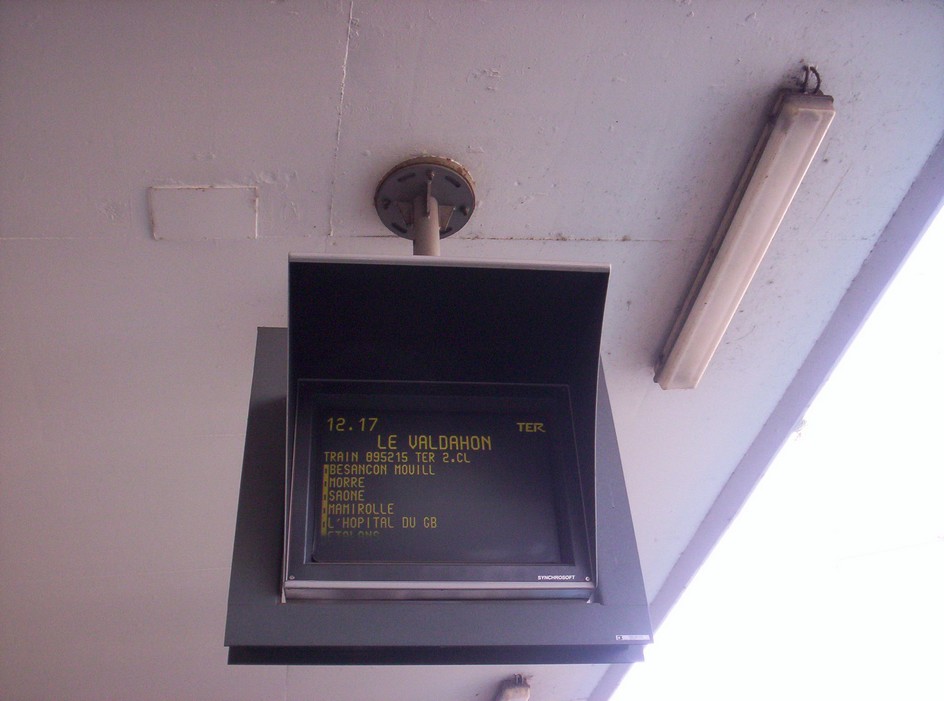 12.17 TER
LE VALDAHON
TRAIN 895215 TER 2.CL
BESANCON MOUILL
MORRE
SAONE
MAMIROLLE
L'HOPITAL DU GB
ETALANS
SYNCHROSOFT